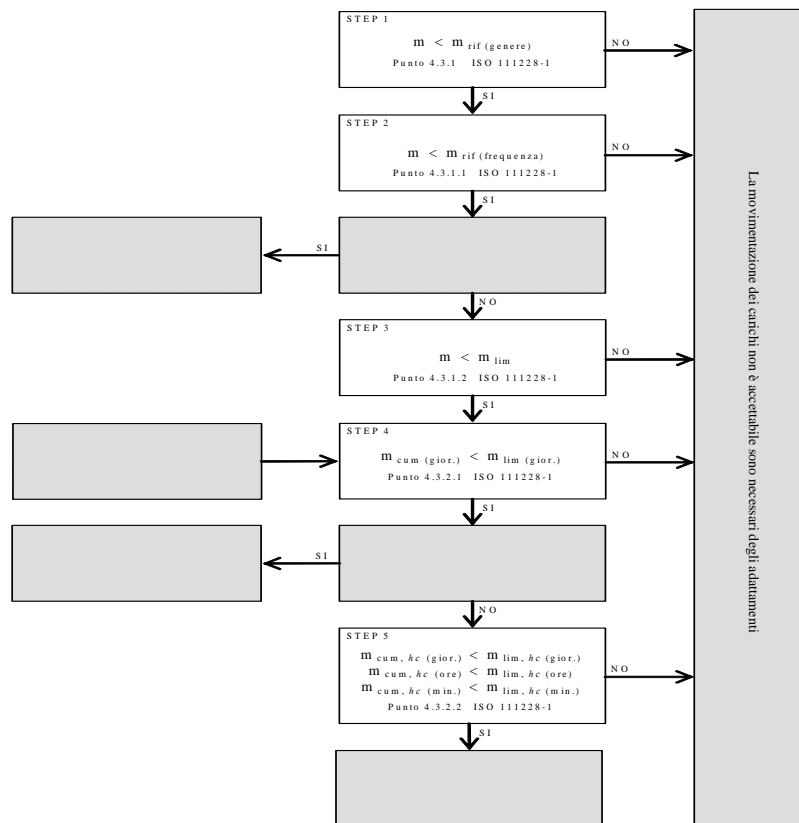 STEP 1
m < m rif (genere)
Punto 4.3.1 ISO 111228-1
NO
SI
STEP 2
m < m rif (frequenza)
Punto 4.3.1.1 ISO 111228-1
NO
SI
SI
NO
STEP 3
m < m lim
Punto 4.3.1.2 ISO 111228-1
NO
SI
STEP 4
m cum (gior.) < m lim (gior.)
Punto 4.3.2.1 ISO 111228-1
NO
SI
SI
NO
STEP 5
m cum, hc (gior.) < m lim, hc (gior.)
m cum, hc (ore) < m lim, hc (ore)
m cum, hc (min.) < m lim, hc (min.)
Punto 4.3.2.2 ISO 111228-1
NO
SI
La movimentazione dei carichi non è accettabile sono necessari degli adattamenti